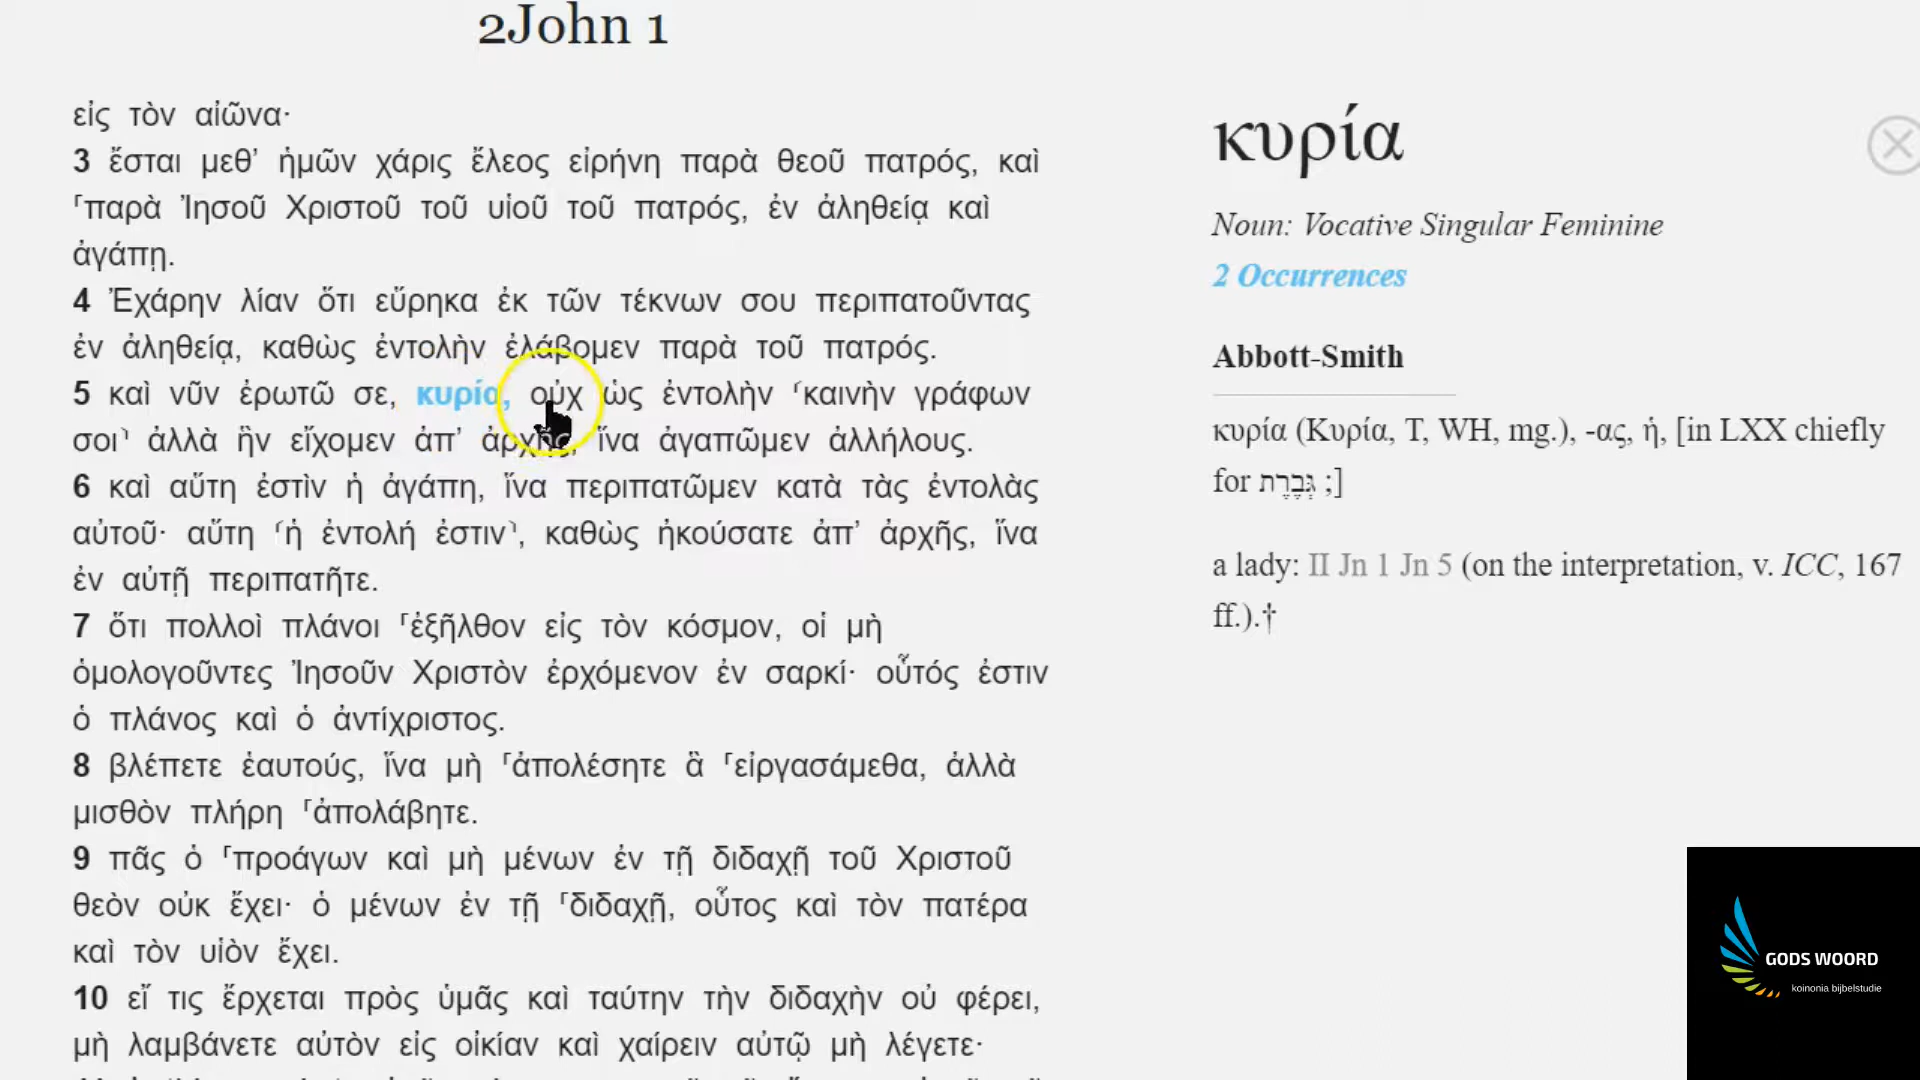 2John 1
εἰς τὸν αἰῶνα·
3 ἔσται μεθ’ ἡμῶν χάρις ἔλεος εἰρήνη παρὰ θεοῦ πατρός, καὶ
⸀παρὰ Ἰησοῦ Χριστοῦ τοῦ υἱοῦ τοῦ πατρός, ἐν ἀληθείᾳ καὶ
ἀγάπῃ.
4 Ἐχάρην λίαν ὅτι εὕρηκα ἐκ τῶν τέκνων σου περιπατοῦντας
ἐν ἀληθείᾳ, καθὼς ἐντολὴν ἐλάβομεν παρὰ τοῦ πατρός.
5 καὶ νῦν ἐρωτῶ σε, κυρία, οὐχ ὡς ἐντολὴν ⸂καινὴν γράφων
σοι⸃ ἀλλὰ ἣν εἴχομεν ἀπ’ ἀρχῆς, ἵνα ἀγαπῶμεν ἀλλήλους.
6 καὶ αὕτη ἐστὶν ἡ ἀγάπη, ἵνα περιπατῶμεν κατὰ τὰς ἐντολὰς
αὐτοῦ· αὕτη ⸂ἡ ἐντολή ἐστιν⸃, καθὼς ἠκούσατε ἀπ’ ἀρχῆς, ἵνα
ἐν αὐτῇ περιπατῆτε.
7 ὅτι πολλοὶ πλάνοι ⸀ἐξῆλθον εἰς τὸν κόσμον, οἱ μὴ
ὁμολογοῦντες Ἰησοῦν Χριστὸν ἐρχόμενον ἐν σαρκί· οὗτός ἐστιν
ὁ πλάνος καὶ ὁ ἀντίχριστος.
8 βλέπετε ἑαυτούς, ἵνα μὴ ⸀ἀπολέσητε ἃ ⸀εἰργασάμεθα, ἀλλὰ
μισθὸν πλήρη ⸀ἀπολάβητε.
9 πᾶς ὁ ⸀προάγων καὶ μὴ μένων ἐν τῇ διδαχῇ τοῦ Χριστοῦ
θεὸν οὐκ ἔχει· ὁ μένων ἐν τῇ ⸀διδαχῇ, οὗτος καὶ τὸν πατέρα
καὶ τὸν υἱὸν ἔχει.
10 εἴ τις ἔρχεται πρὸς ὑμᾶς καὶ ταύτην τὴν διδαχὴν οὐ φέρει,
μὴ λαμβάνετε αὐτὸν εἰς οἰκίαν καὶ χαίρειν αὐτῷ μὴ λέγετε·
κυρία
Noun: Vocative Singular Feminine
2 Occurrences
Abbott-Smith
κυρία (Κυρία, T, WH, mg.), -ας, ἡ, [in LXX chiefly
for גְּבֶרֶת ;]
a lady: II Jn 1 Jn 5 (on the interpretation, v. ICC, 167
ff.).†
GODS WOORD
koinonia bijbelstudie